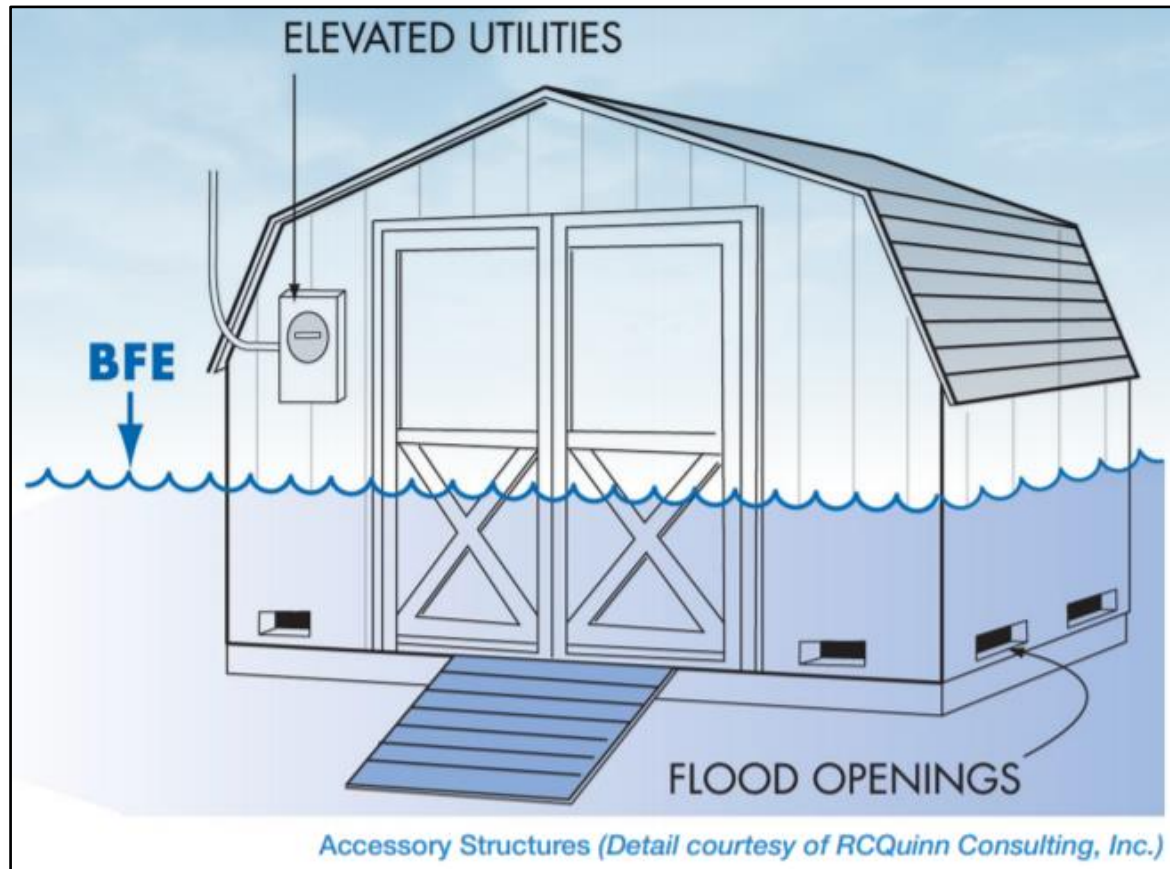 ELEVATED UTILITIES
BFE
FLOOD OPENINGS
Accessory Structures (Detail courtesy of RCQuinn Consulting, Inc.)